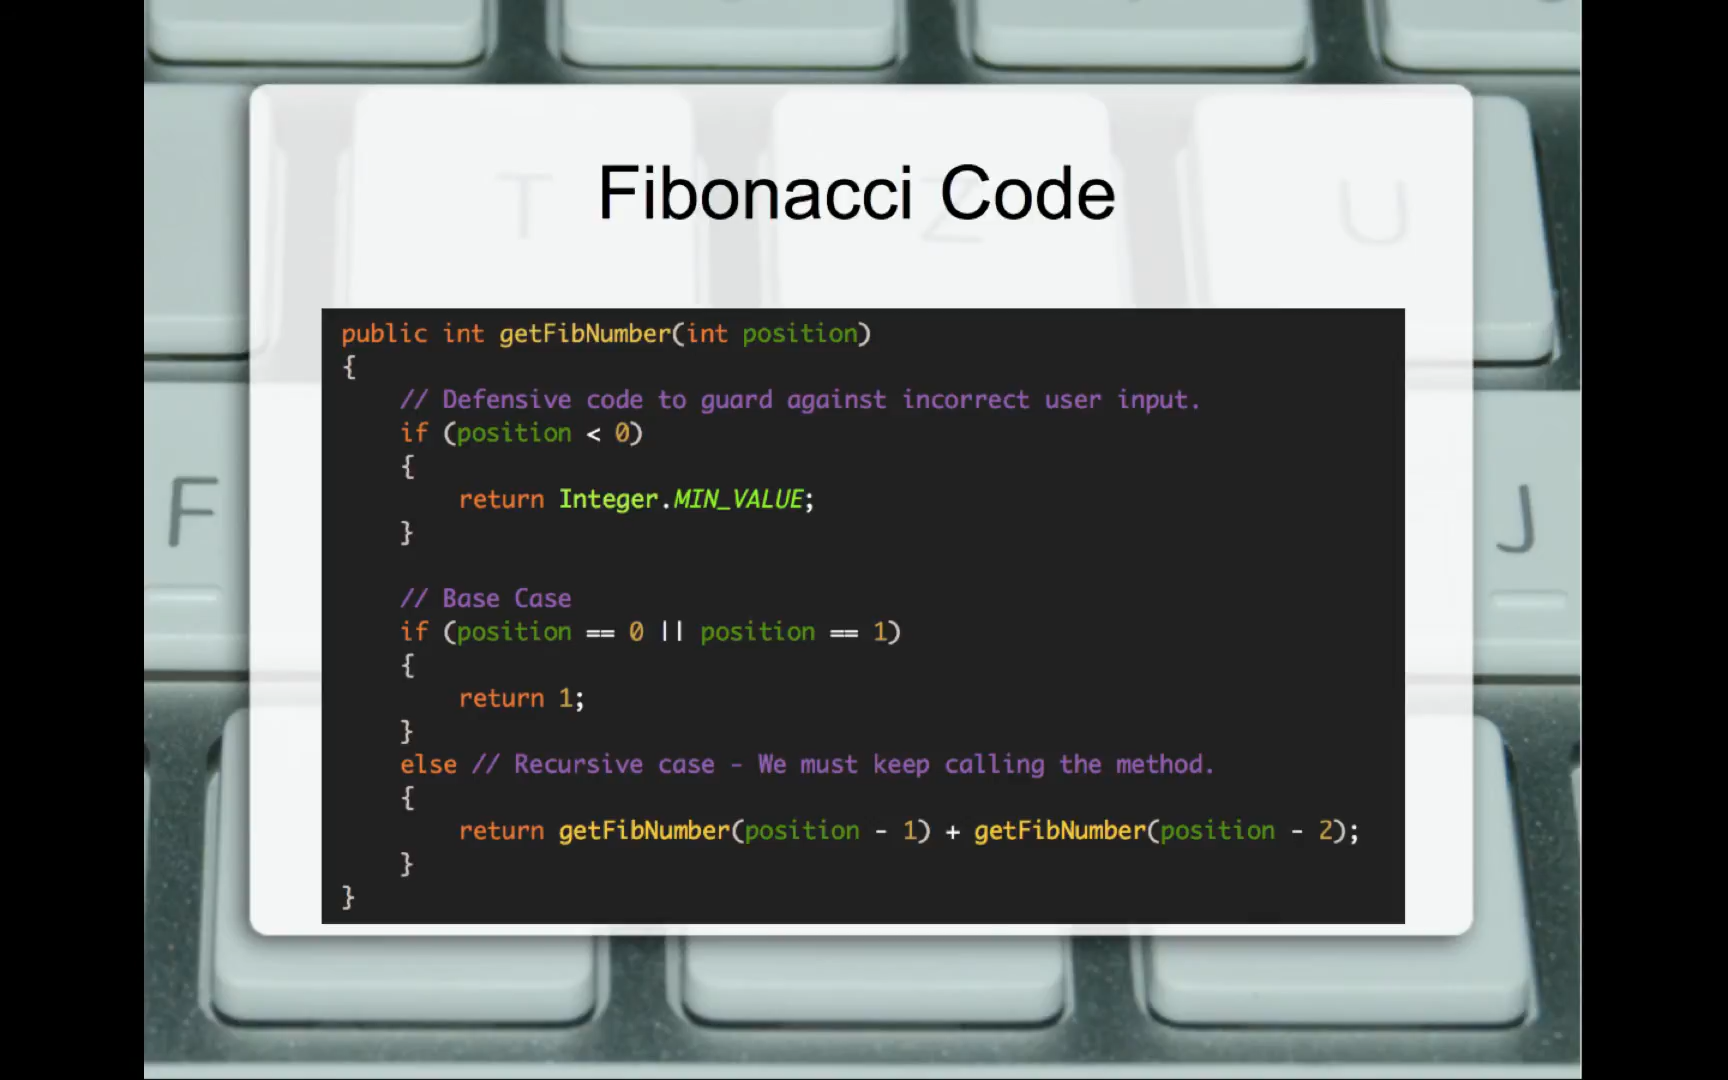 Fibonacci Code
T Z U
public int getFibNumber(int position)
{
// Defensive code to guard against incorrect user input.
if (position < 0)
{
return Integer.MIN_VALUE;
}
F J
// Base Case
if (position == 0 || position == 1)
{
return 1;
}
else // Recursive case - We must keep calling the method.
{
return getFibNumber(position - 1) + getFibNumber(position - 2);
}
}